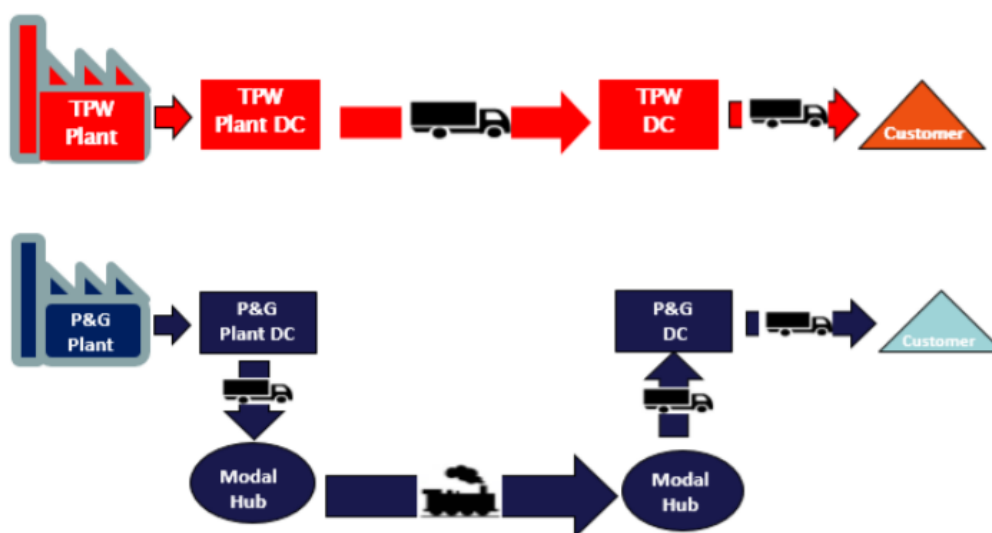 TPW
Plant
TPW
Plant DC
TPW
DC
Customer
P&G
Plant
P&G
Plant DC
P&G
DC
Customer
Modal
Hub
Modal
Hub